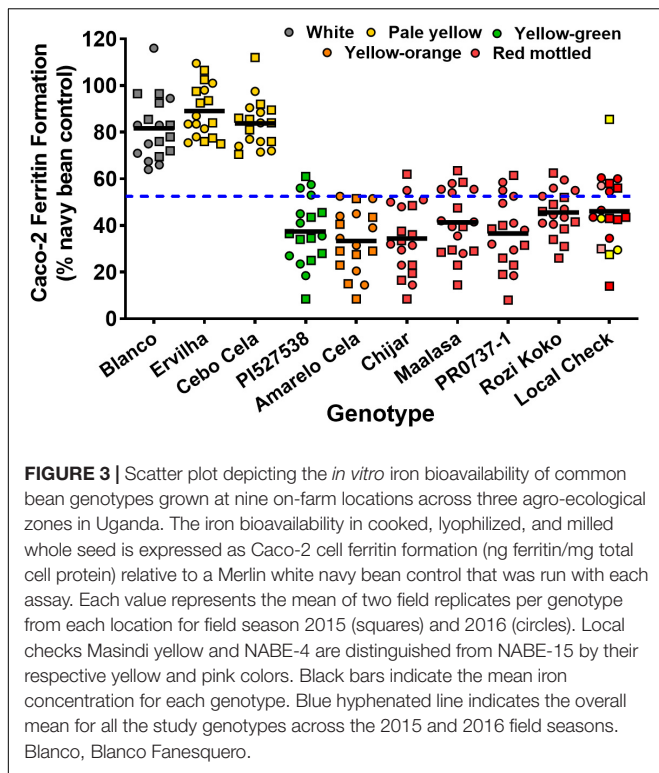 White Pale yellow Yellow-green
Yellow-orange Red mottled
Caco-2 Ferritin Formation
(% navy bean control)
120
100
80
60
40
20
0
Blanco
Ervilha
Cebo Cela
PI527538
Amarelo Cela
Chijar
Maalasa
PR0737-1
Rozi Koko
Local Check
Genotype
FIGURE 3 | Scatter plot depicting the in vitro iron bioavailability of common
bean genotypes grown at nine on-farm locations across three agro-ecological
zones in Uganda. The iron bioavailability in cooked, lyophilized, and milled
whole seed is expressed as Caco-2 cell ferritin formation (ng ferritin/mg total
cell protein) relative to a Merlin white navy bean control that was run with each
assay. Each value represents the mean of two field replicates per genotype
from each location for field season 2015 (squares) and 2016 (circles). Local
checks Masindi yellow and NABE-4 are distinguished from NABE-15 by their
respective yellow and pink colors. Black bars indicate the mean iron
concentration for each genotype. Blue hyphenated line indicates the overall
mean for all the study genotypes across the 2015 and 2016 field seasons.
Blanco, Blanco Fanesquero.